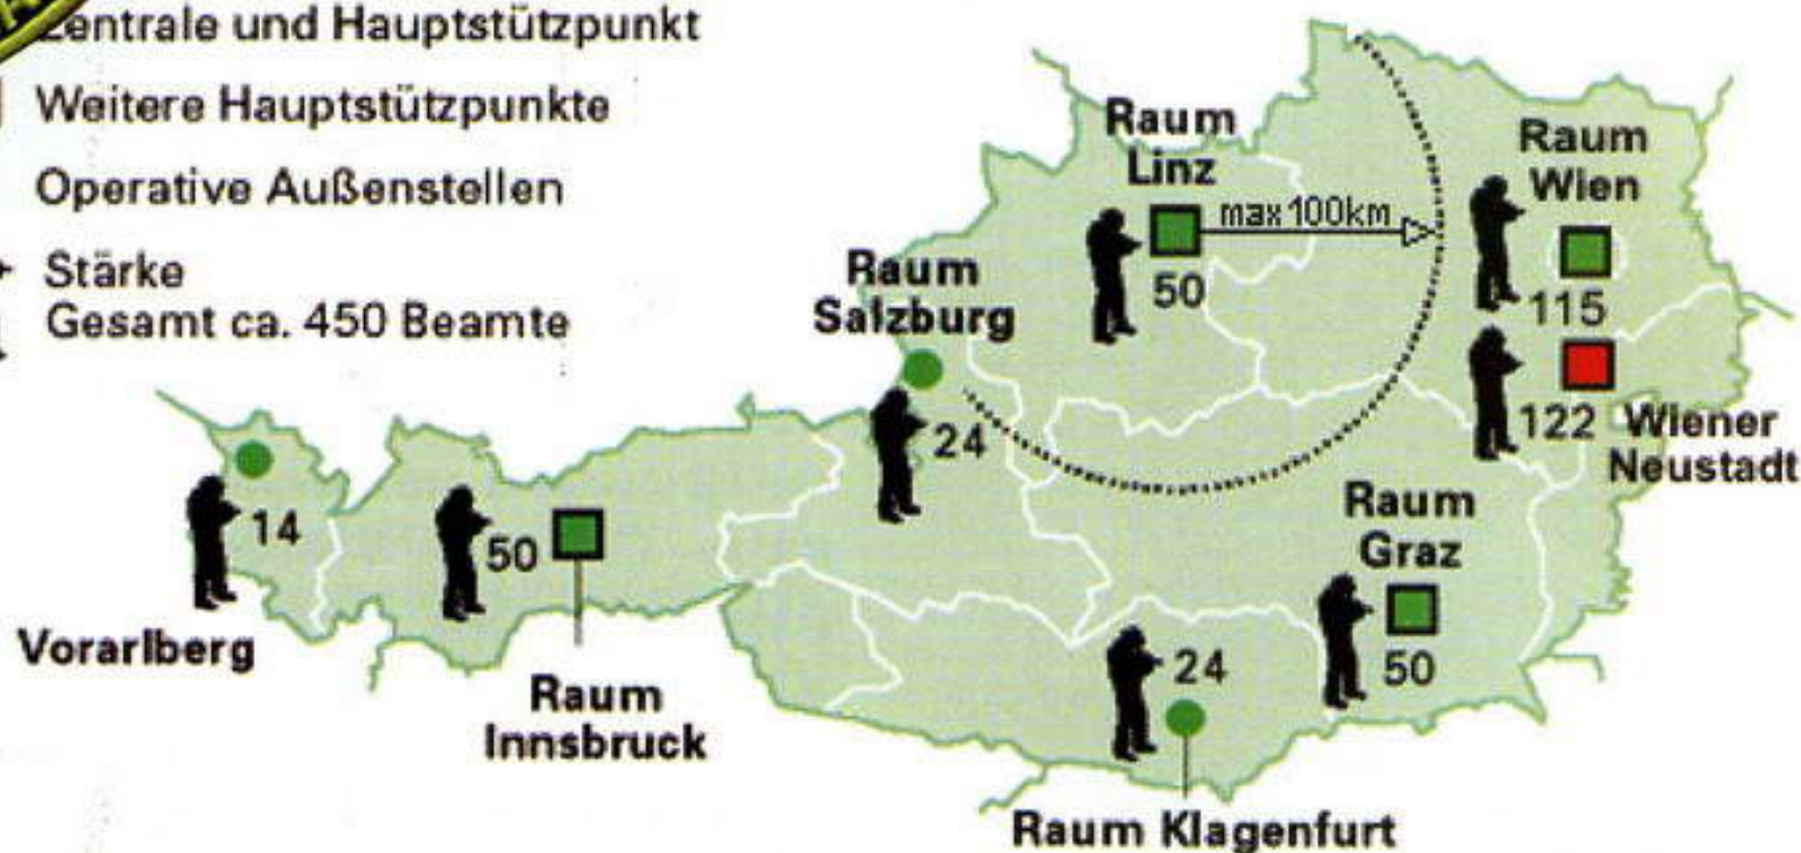 Zentrale und Hauptstützpunkt
Weitere Hauptstützpunkte
Operative Außenstellen
Stärke
Gesamt ca. 450 Beamte
Raum
Linz
max 100km
50
Raum
Wien
115
122
Wiener
Neustadt
Raum
Salzburg
24
14
Vorarlberg
50
Raum
Innsbruck
Raum
Graz
50
24
Raum Klagenfurt